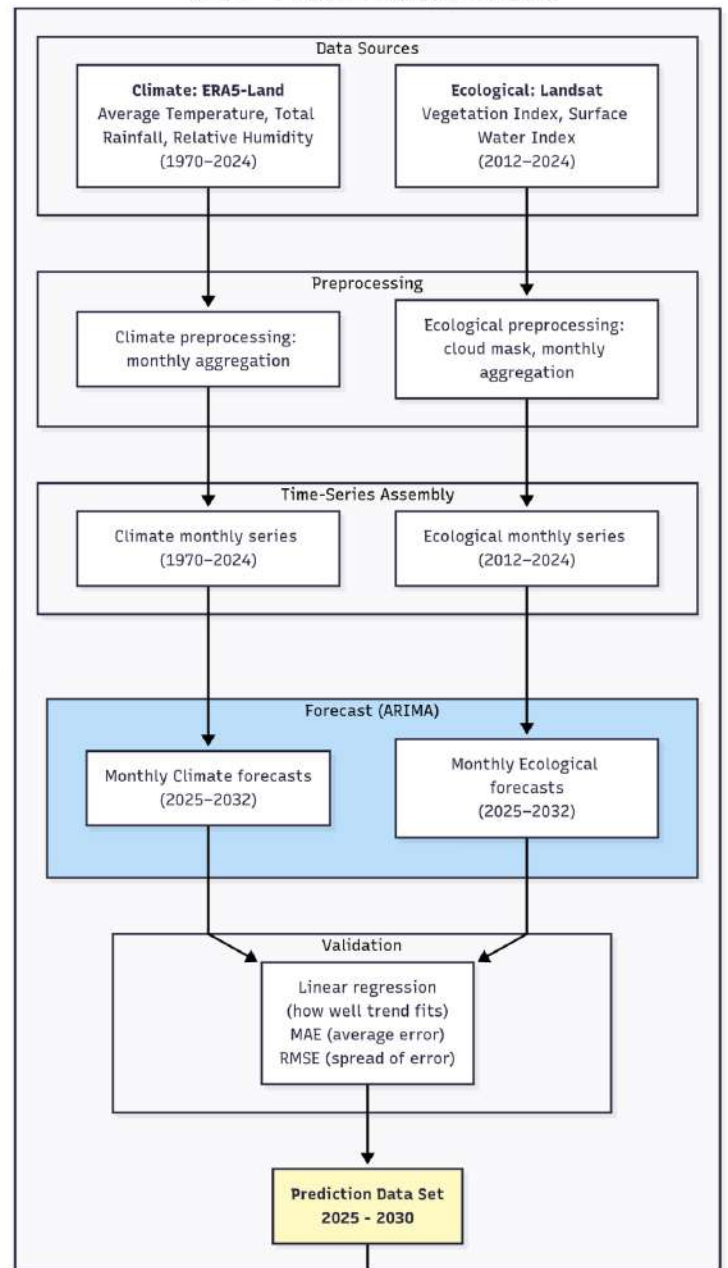 Data Sources
Climate: ERA5-Land
Average Temperature, Total
Rainfall, Relative Humidity
(1970–2024)
Ecological: Landsat
Vegetation Index, Surface
Water Index
(2012–2024)
Preprocessing
Climate preprocessing:
monthly aggregation
Ecological preprocessing:
cloud mask, monthly
aggregation
Time-Series Assembly
Climate monthly series
(1970–2024)
Ecological monthly series
(2012–2024)
Forecast (ARIMA)
Monthly Climate forecasts
(2025–2032)
Monthly Ecological
forecasts
(2025–2032)
Validation
Linear regression
(how well trend fits)
MAE (average error)
RMSE (spread of error)
Prediction Data Set
2025 - 2030